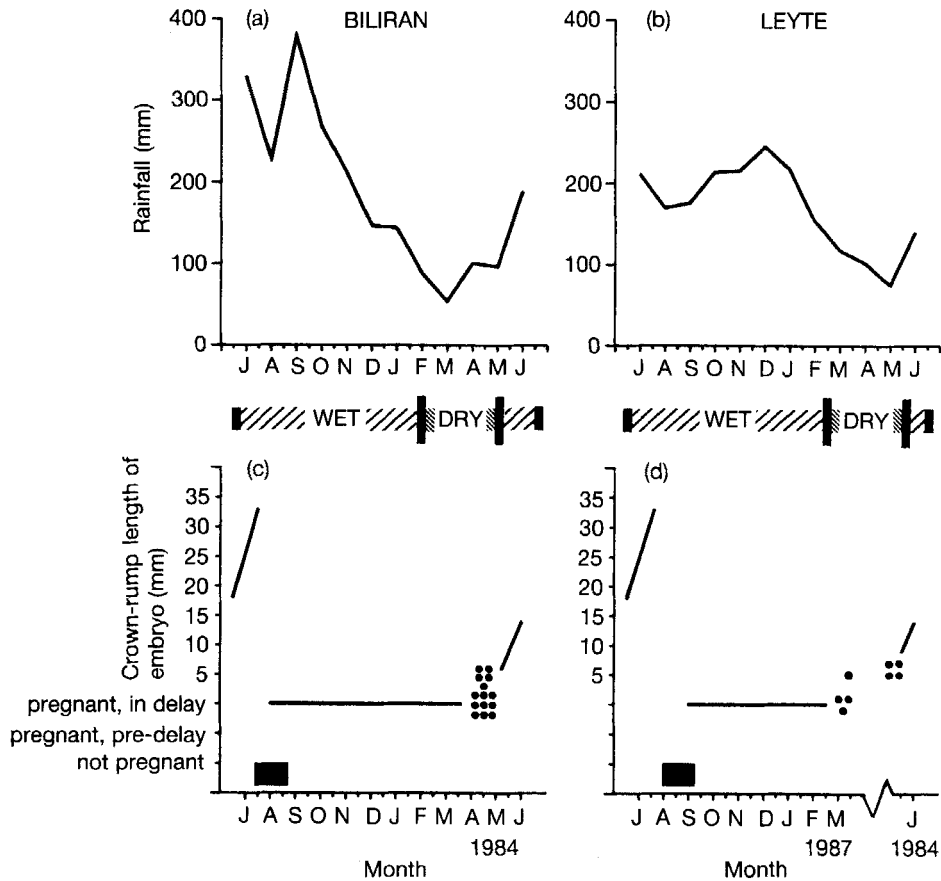 (a) BILIRAN
400
300
200
100
0
Rainfall (mm)
J A S O N D J F M A M J
(b) LEYTE
400
300
200
100
0
J A S O N D J F M A M J
WET DRY
WET DRY
(c)
35
30
25
20
15
10
5
Crown-rump length of
embryo (mm)
pregnant, in delay
pregnant, pre-delay
not pregnant
J A S O N D J F M A M J
1984
Month
(d)
35
30
25
20
15
10
5
J A S O N D J F M J
1987 1984
Month